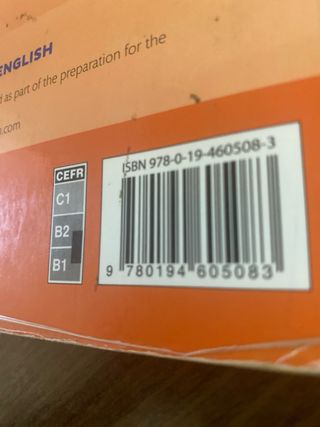 ENGLISH
d as part of the preparation for the
.com
ISBN 978-0-19-460508-3
CEFR
C1
B2
B1
9 780194 605083